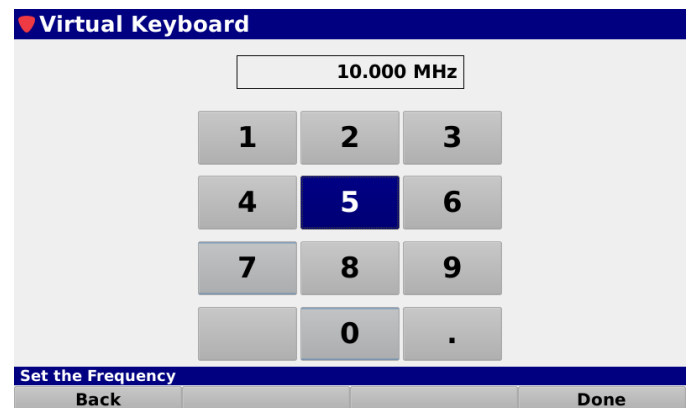 Virtual Keyboard
10.000 MHz
1 2 3
4 5 6
7 8 9
0 .
Set the Frequency
Back Done